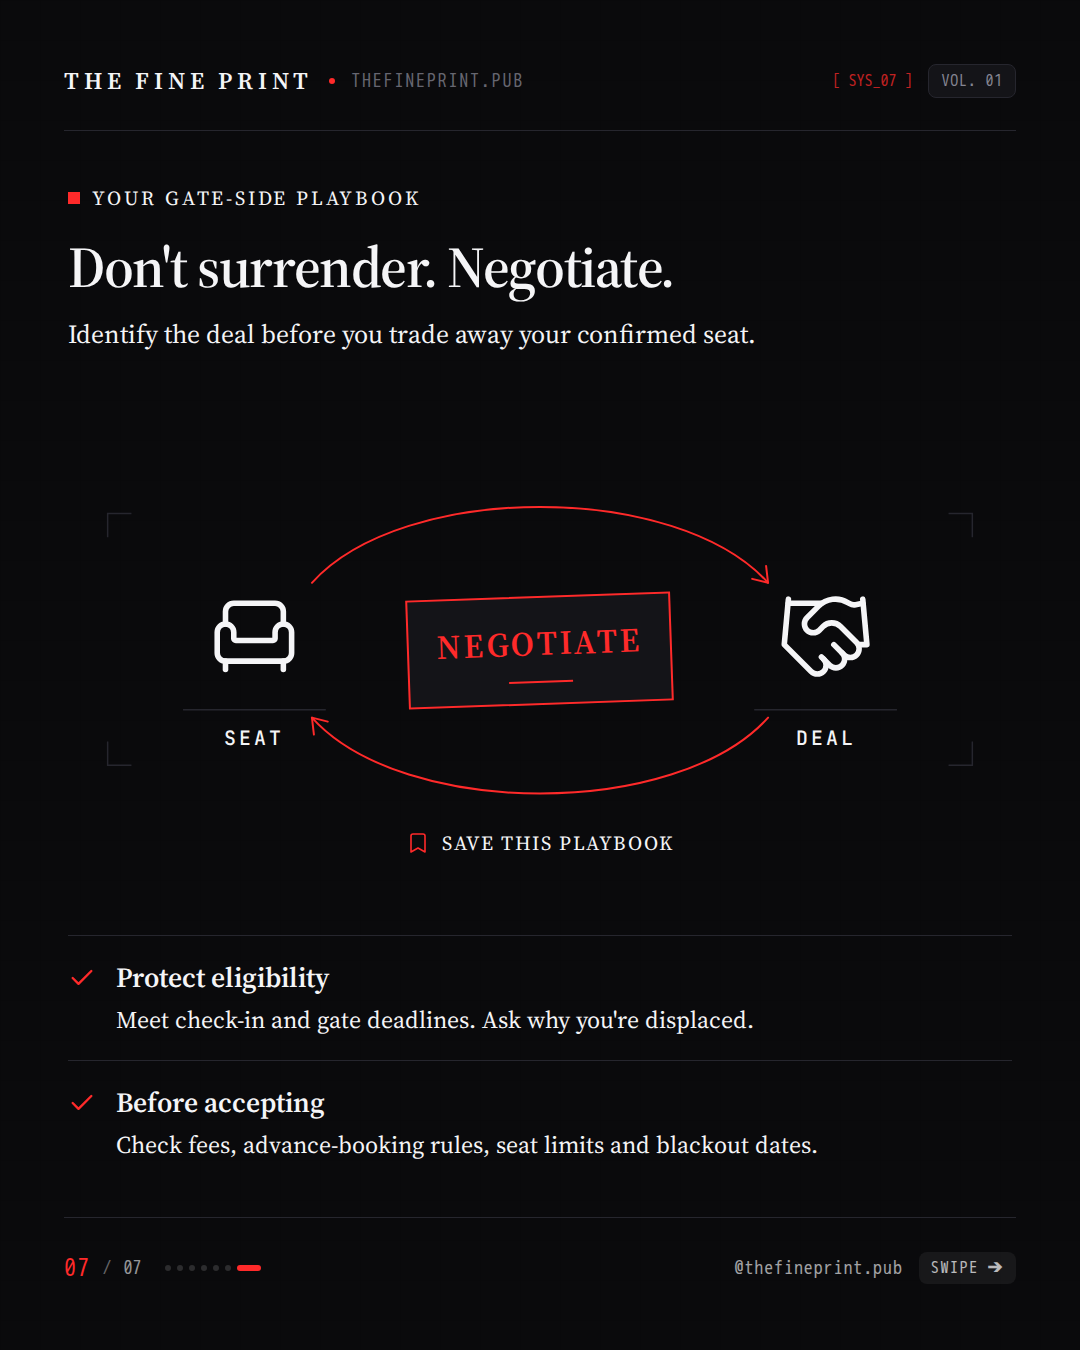 THE FINE PRINT • THEFINEPRINT.PUB
[ SYS_07 ] VOL. 01
YOUR GATE-SIDE PLAYBOOK
Don't surrender. Negotiate.
Identify the deal before you trade away your confirmed seat.
NEGOTIATE
SEAT
DEAL
SAVE THIS PLAYBOOK
Protect eligibility
Meet check-in and gate deadlines. Ask why you're displaced.
Before accepting
Check fees, advance-booking rules, seat limits and blackout dates.
07 / 07
@thefineprint.pub SWIPE ➔